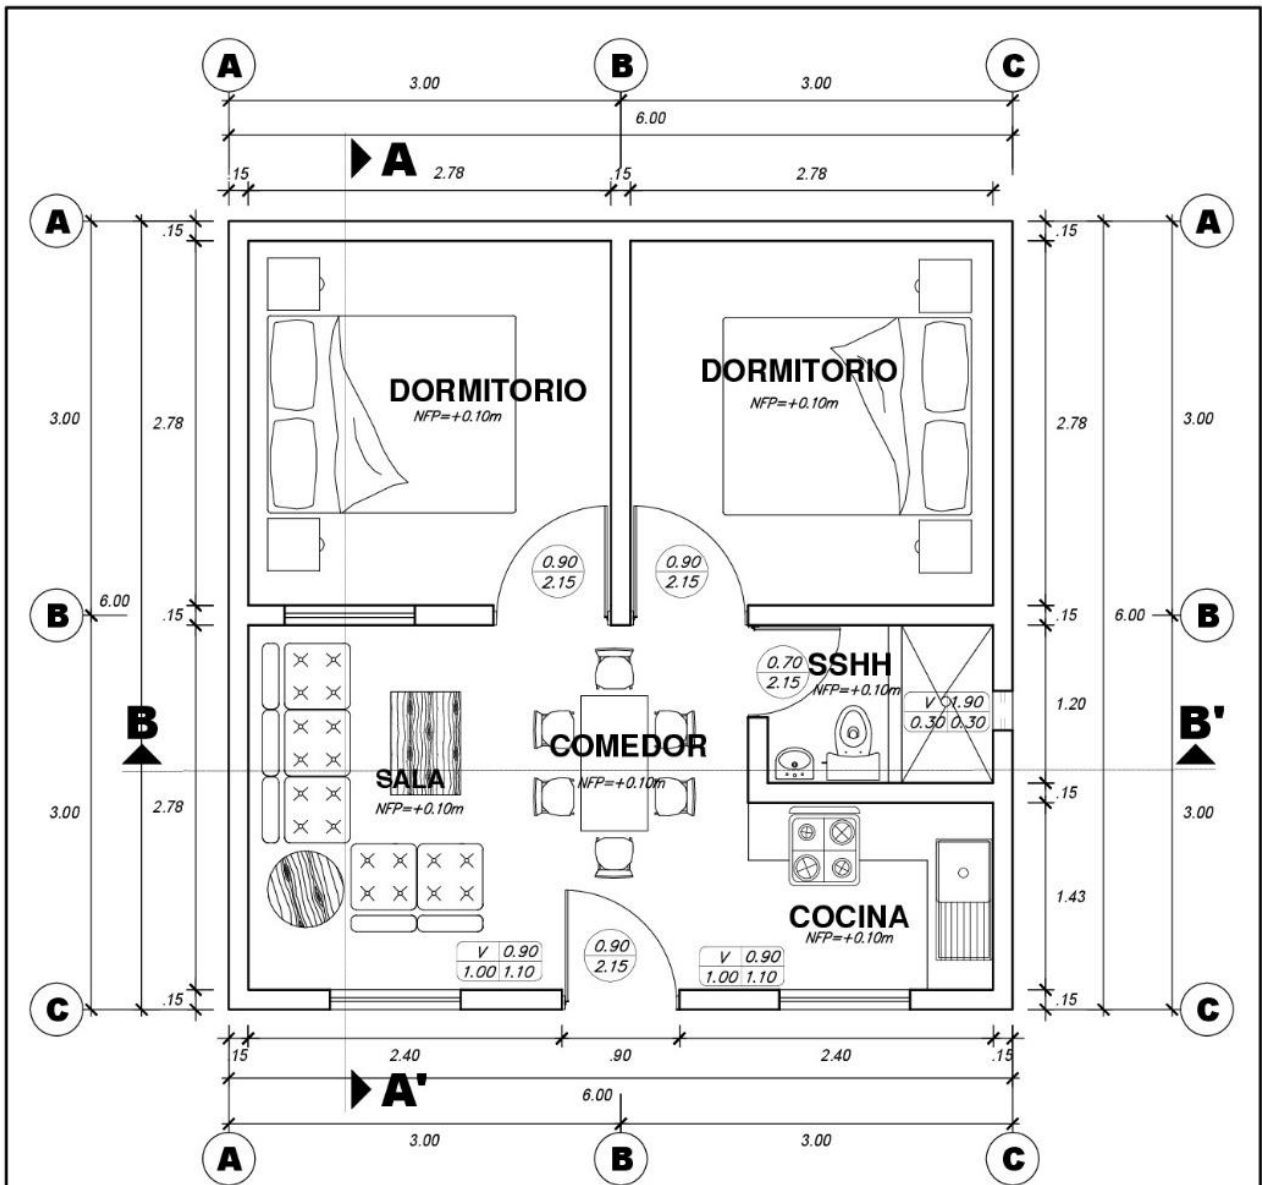 A B C
3.00 3.00
6.00
A
.15 2.78 .15 2.78
A A
.15 .15
DORMITORIO
NFP=+0.10m
DORMITORIO
NFP=+0.10m
3.00 2.78 2.78 3.00
0.90
2.15
0.90
2.15
B 6.00 .15 .15 6.00 B
0.70
2.15
SSHH
NFP=+0.10m
V 1.90
0.30 0.30
1.20
B B'
COMEDOR
NFP=+0.10m
SALA
NFP=+0.10m
3.00 2.78 .15 3.00
1.43
COCINA
NFP=+0.10m
V 0.90
1.00 1.10
0.90
2.15
V 0.90
1.00 1.10
C .15 .15 C
.15 2.40 .90 2.40 .15
A'
6.00
3.00 3.00
A B C